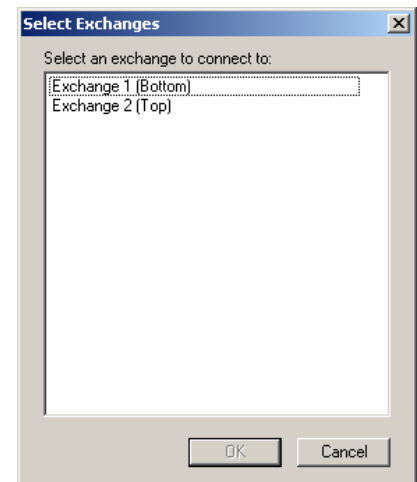 Select Exchanges
Select an exchange to connect to:
Exchange 1 (Bottom)
Exchange 2 (Top)
OK
Cancel